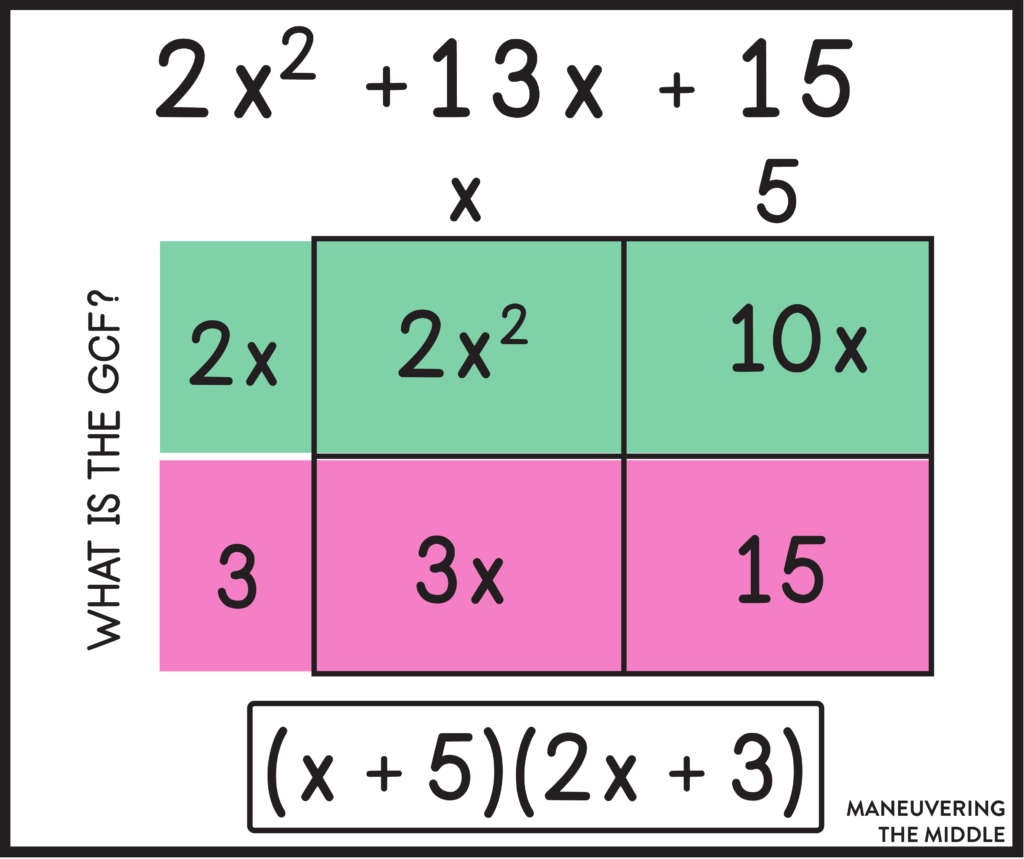 2x² + 13x + 15
x 5
WHAT IS THE GCF?
2x 2x² 10x
3 3x 15
(x + 5)(2x + 3)
MANEUVERING
THE MIDDLE